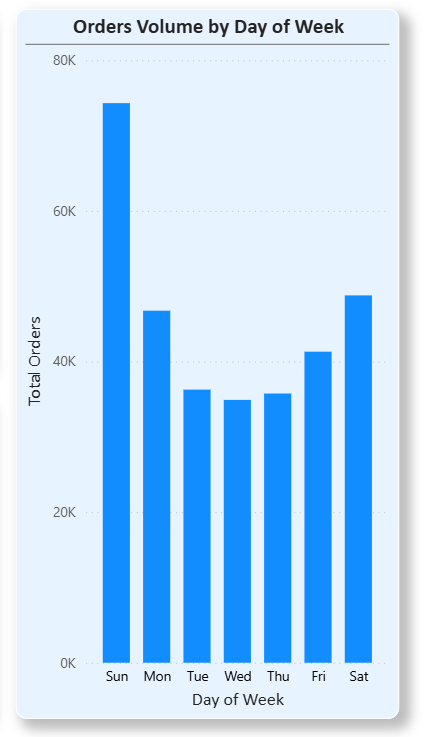 Orders Volume by Day of Week
80K
60K
40K
20K
0K
Total Orders
Sun Mon Tue Wed Thu Fri Sat
Day of Week